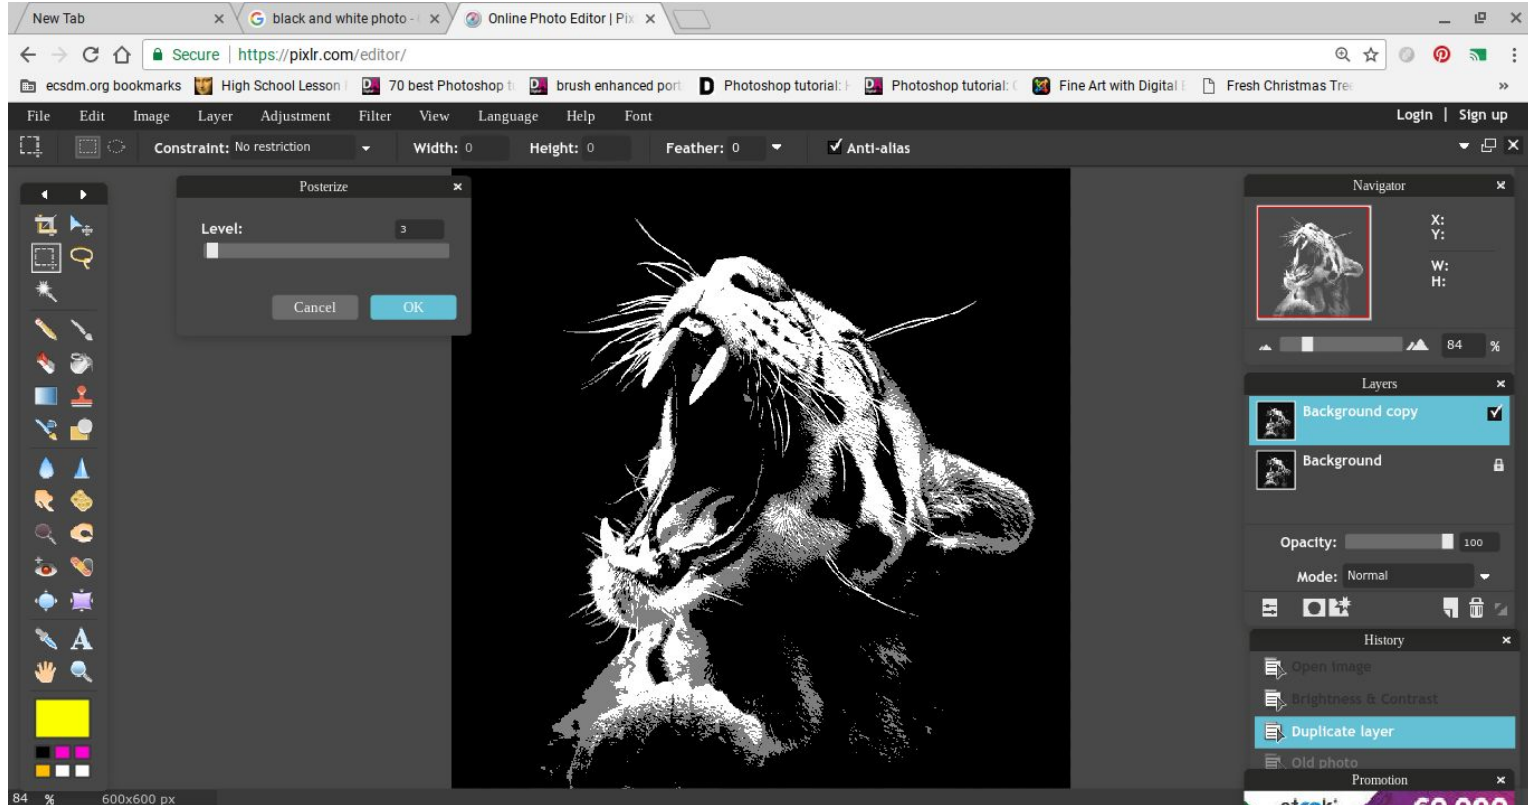 New Tab
black and white photo -
Online Photo Editor | Pix
Secure | https://pixlr.com/editor/
ecsdm.org bookmarks High School Lesson 70 best Photoshop tu brush enhanced port Photoshop tutorial: H Photoshop tutorial: C Fine Art with Digital Fresh Christmas Tree »
File Edit Image Layer Adjustment Filter View Language Help Font Login | Sign up
Constraint: No restriction Width: 0 Height: 0 Feather: 0 Anti-alias
Posterize
Level: 3
Cancel OK
Navigator
X:
Y:
W:
H:
84 %
Layers
Background copy
Background
Opacity: 100
Mode: Normal
History
Open image
Brightness & Contrast
Duplicate layer
Old photo
Promotion
84 % 600x600 px